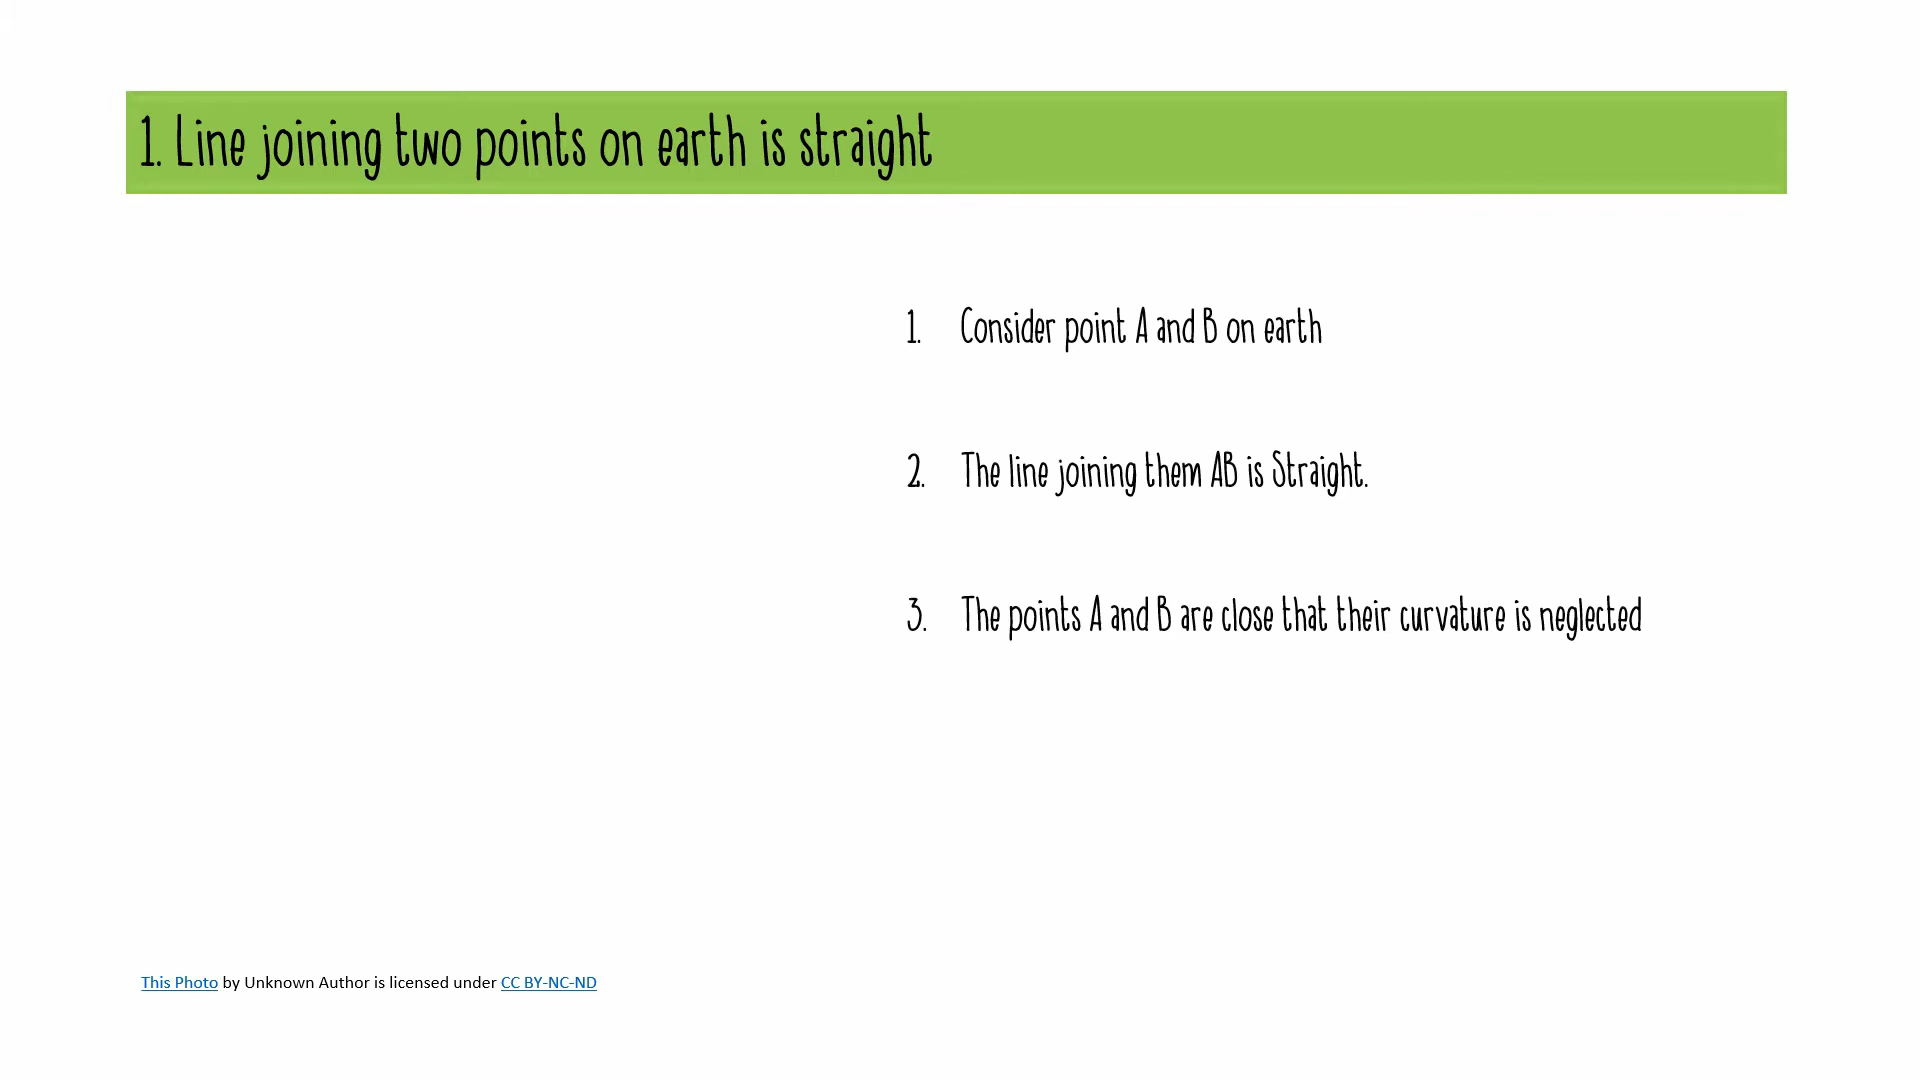 1. Line joining two points on earth is straight
1. Consider point A and B on earth
2. The line joining them AB is Straight.
3. The points A and B are close that their curvature is neglected
This Photo by Unknown Author is licensed under CC BY-NC-ND